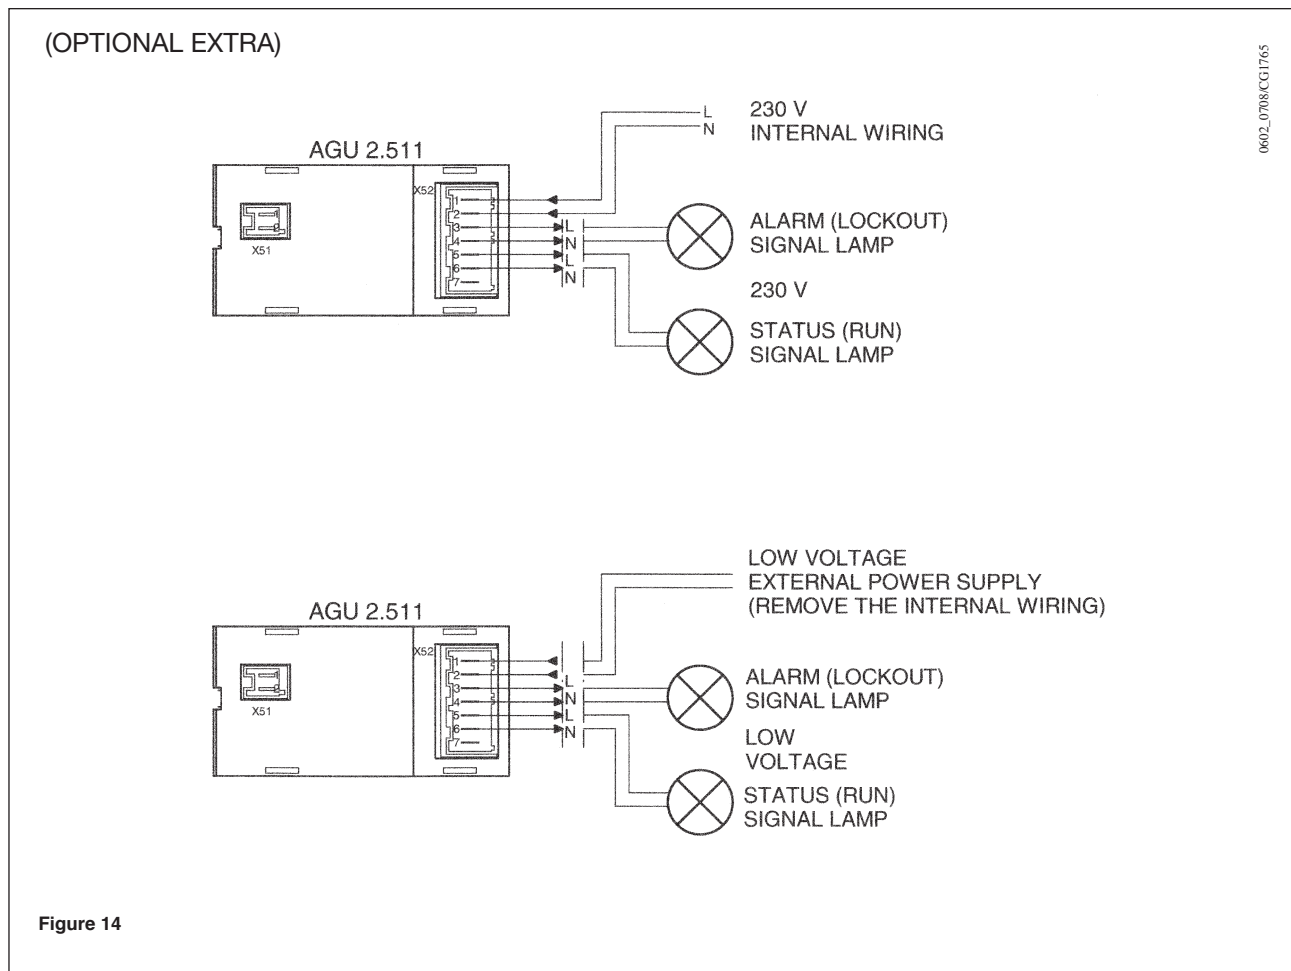 (OPTIONAL EXTRA)
0602_0708/CG1765
L
N
230 V
INTERNAL WIRING
AGU 2.511
X52
X51
1
2
3
4
5
6
7
L
N
L
N
ALARM (LOCKOUT)
SIGNAL LAMP
230 V
STATUS (RUN)
SIGNAL LAMP
LOW VOLTAGE
EXTERNAL POWER SUPPLY
(REMOVE THE INTERNAL WIRING)
AGU 2.511
X52
X51
1
2
3
4
5
6
7
L
N
L
N
ALARM (LOCKOUT)
SIGNAL LAMP
LOW
VOLTAGE
STATUS (RUN)
SIGNAL LAMP
Figure 14